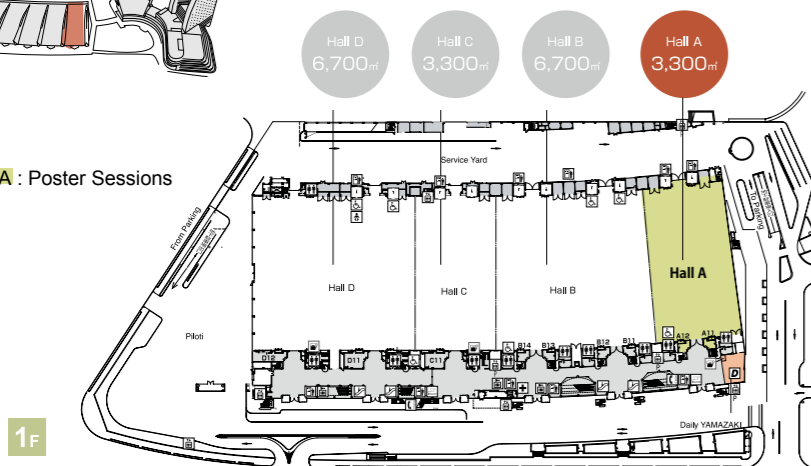 Hall D
6,700㎡
Hall C
3,300㎡
Hall B
6,700㎡
Hall A
3,300㎡
Service Yard
A : Poster Sessions
From Parking
To Parking
Hall D
Hall C
Hall B
Hall A
Piloti
D12
D11
C11
B14
B13
B12
B11
A12
A11
D
P
P
P
1F
Daily YAMAZAKI